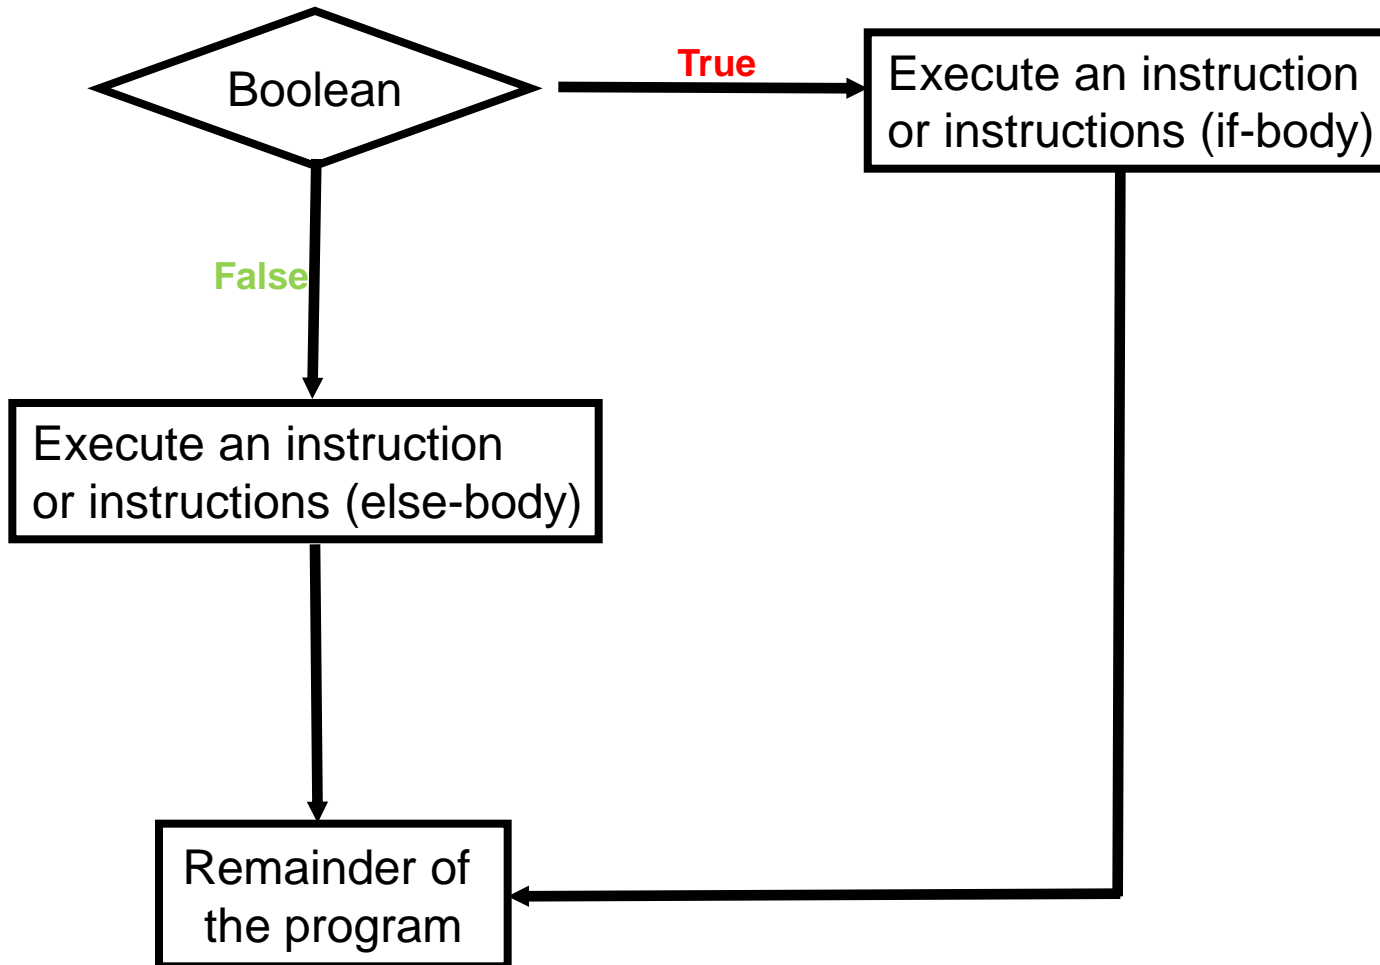 Boolean
True
Execute an instruction
or instructions (if-body)
False
Execute an instruction
or instructions (else-body)
Remainder of
the program